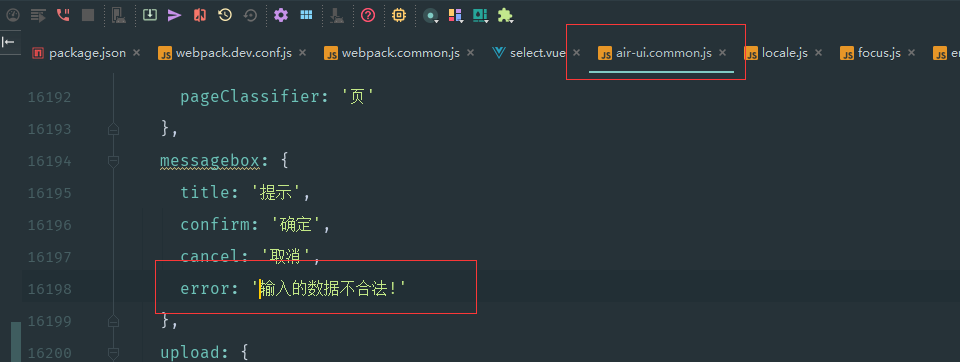 package.json × webpack.dev.conf.js × webpack.common.js × select.vue × air-ui.common.js × locale.js × focus.js ×
16192 pageClassifier: '页'
16193 },
16194 messagebox: {
16195 title: '提示',
16196 confirm: '确定',
16197 cancel: '取消',
16198 error: '输入的数据不合法!'
16199 },
16200 upload: {